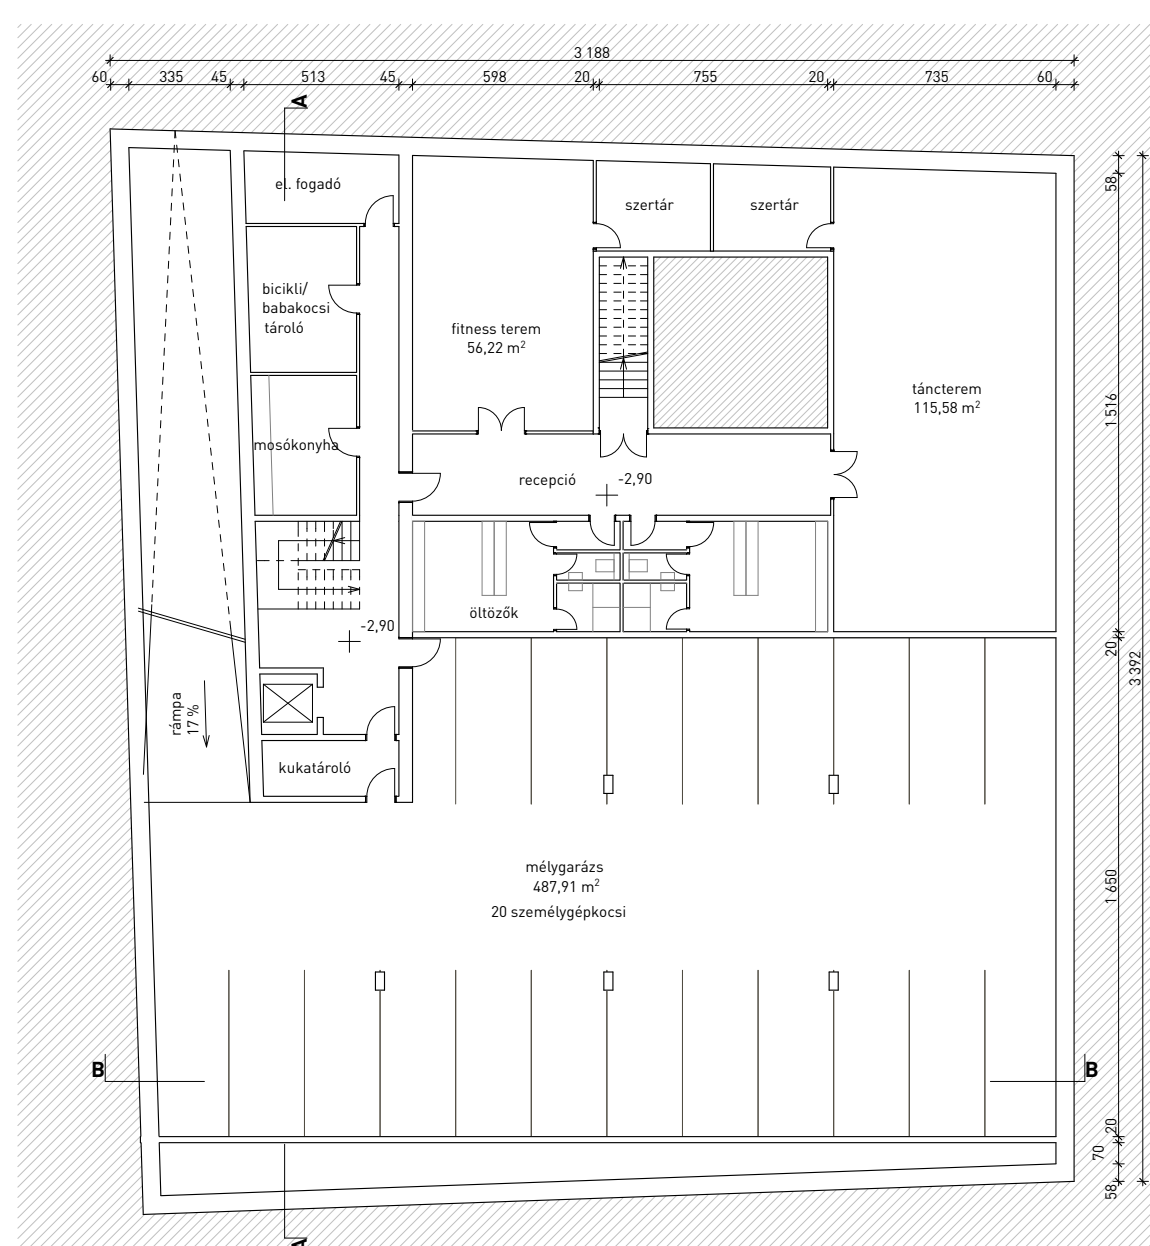 3 188
60 335 45 513 45 598 20 755 20 735 60
A
58
el. fogadó
szertár
szertár
bicikli/
babakocsi
tároló
fitness terem
56,22 m²
táncterem
115,58 m²
1 516
mosókonyha
recepció
-2,90
öltözők
-2,90
20
3 392
rámpa
17 %
kukatároló
mélygarázs
487,91 m²
20 személygépkocsi
1 650
B
B
20
70
58
A